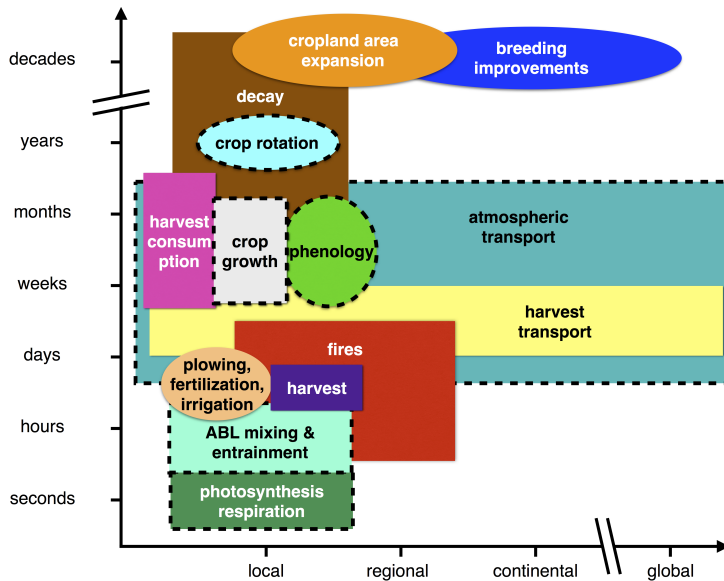 decades
years
months
weeks
days
hours
seconds
cropland area
expansion
breeding
improvements
decay
crop rotation
harvest
consum
ption
crop
growth
phenology
atmospheric
transport
harvest
transport
fires
plowing,
fertilization,
irrigation
harvest
ABL mixing &
entrainment
photosynthesis
respiration
local
regional
continental
global